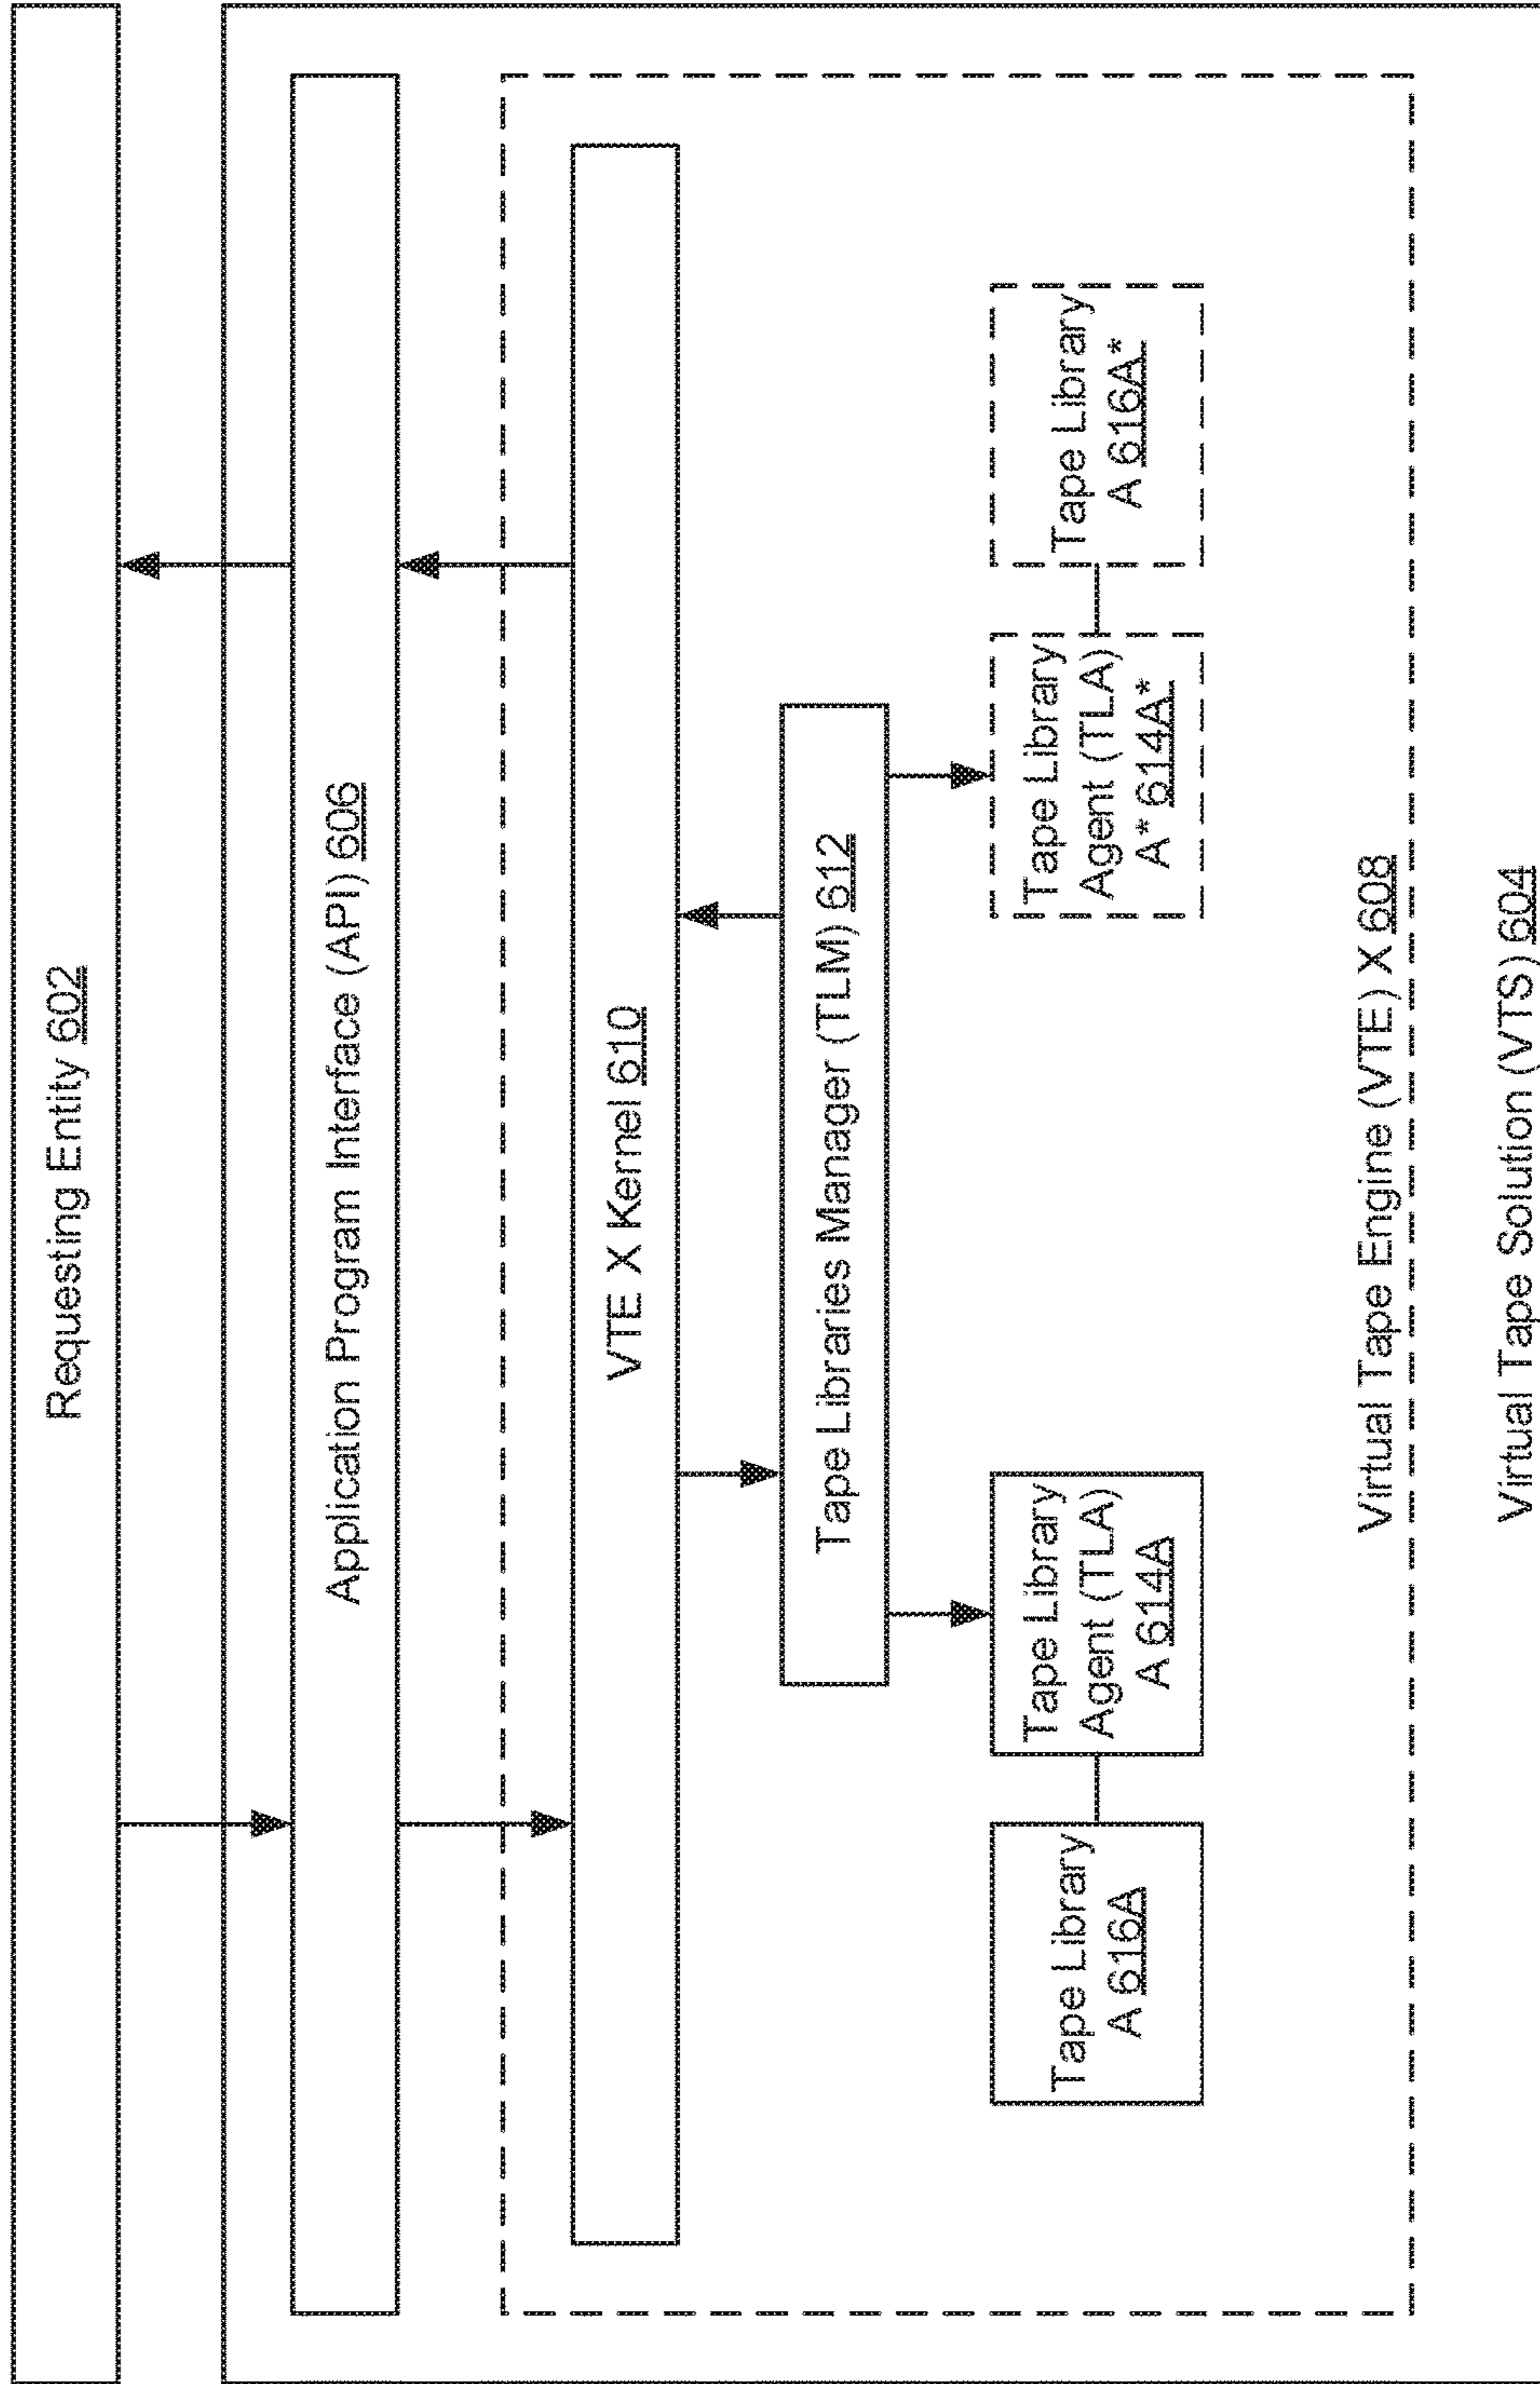 Requesting Entity 602
Application Program Interface (API) 606
VTE X Kernel 610
Tape Libraries Manager (TLM) 612
Tape Library
A 616A
Tape Library
Agent (TLA)
A 614A
Tape Library
Agent (TLA)
A* 614A*
Tape Library
A 616A*
Virtual Tape Engine (VTE) X 608
Virtual Tape Solution (VTS) 604